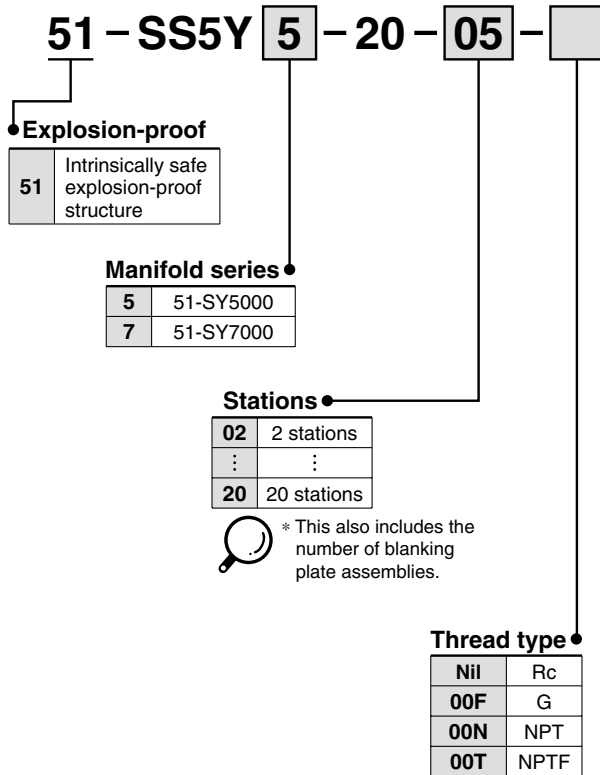 51 – SS5Y 5 – 20 – 05 –
Explosion-proof
51 Intrinsically safe
explosion-proof
structure
Manifold series
5 51-SY5000
7 51-SY7000
Stations
02 2 stations
⋮ ⋮
20 20 stations
* This also includes the
number of blanking
plate assemblies.
Thread type
Nil Rc
00F G
00N NPT
00T NPTF